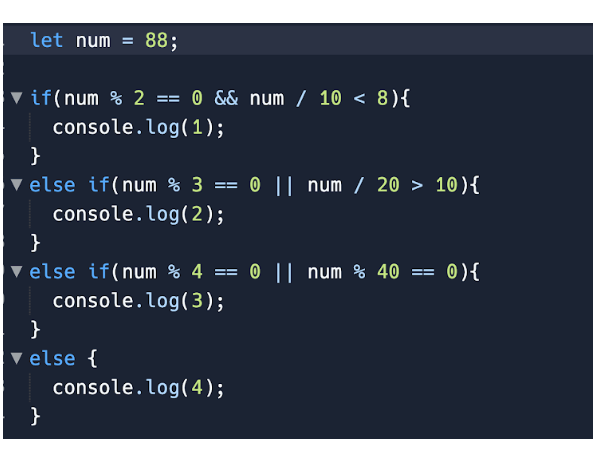 let num = 88;
if(num % 2 == 0 && num / 10 < 8){
console.log(1);
}
else if(num % 3 == 0 || num / 20 > 10){
console.log(2);
}
else if(num % 4 == 0 || num % 40 == 0){
console.log(3);
}
else {
console.log(4);
}